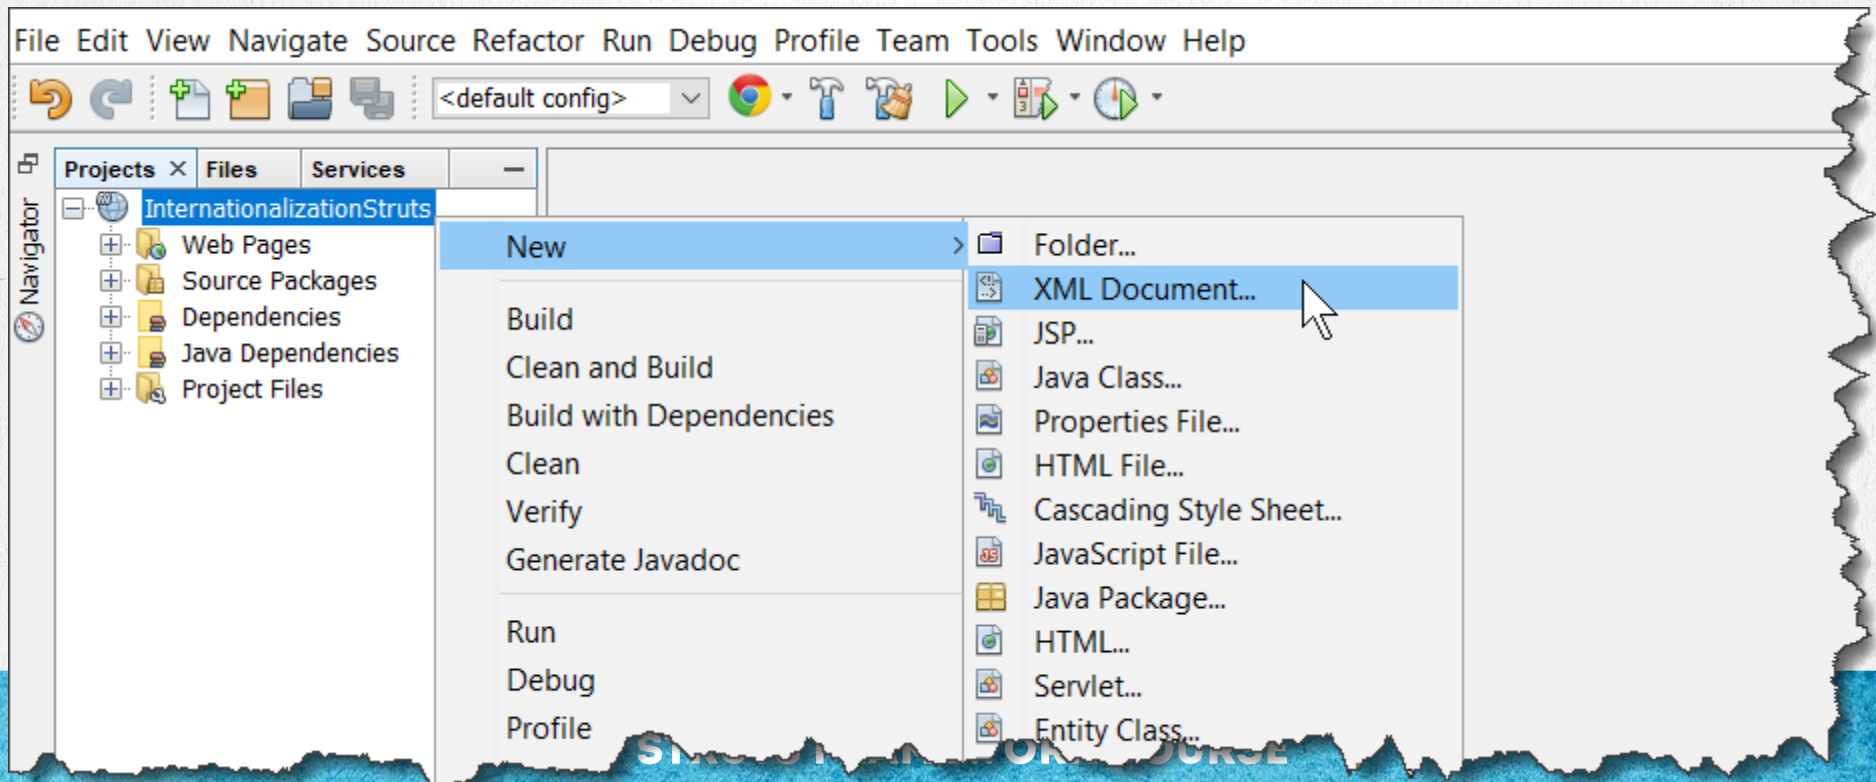 File Edit View Navigate Source Refactor Run Debug Profile Team Tools Window Help
<default config>
Projects Files Services
Navigator
InternationalizationStruts
Web Pages
Source Packages
Dependencies
Java Dependencies
Project Files
New
Build
Clean and Build
Build with Dependencies
Clean
Verify
Generate Javadoc
Run
Debug
Profile
Folder...
XML Document...
JSP...
Java Class...
Properties File...
HTML File...
Cascading Style Sheet...
JavaScript File...
Java Package...
HTML...
Servlet...
Entity Class...